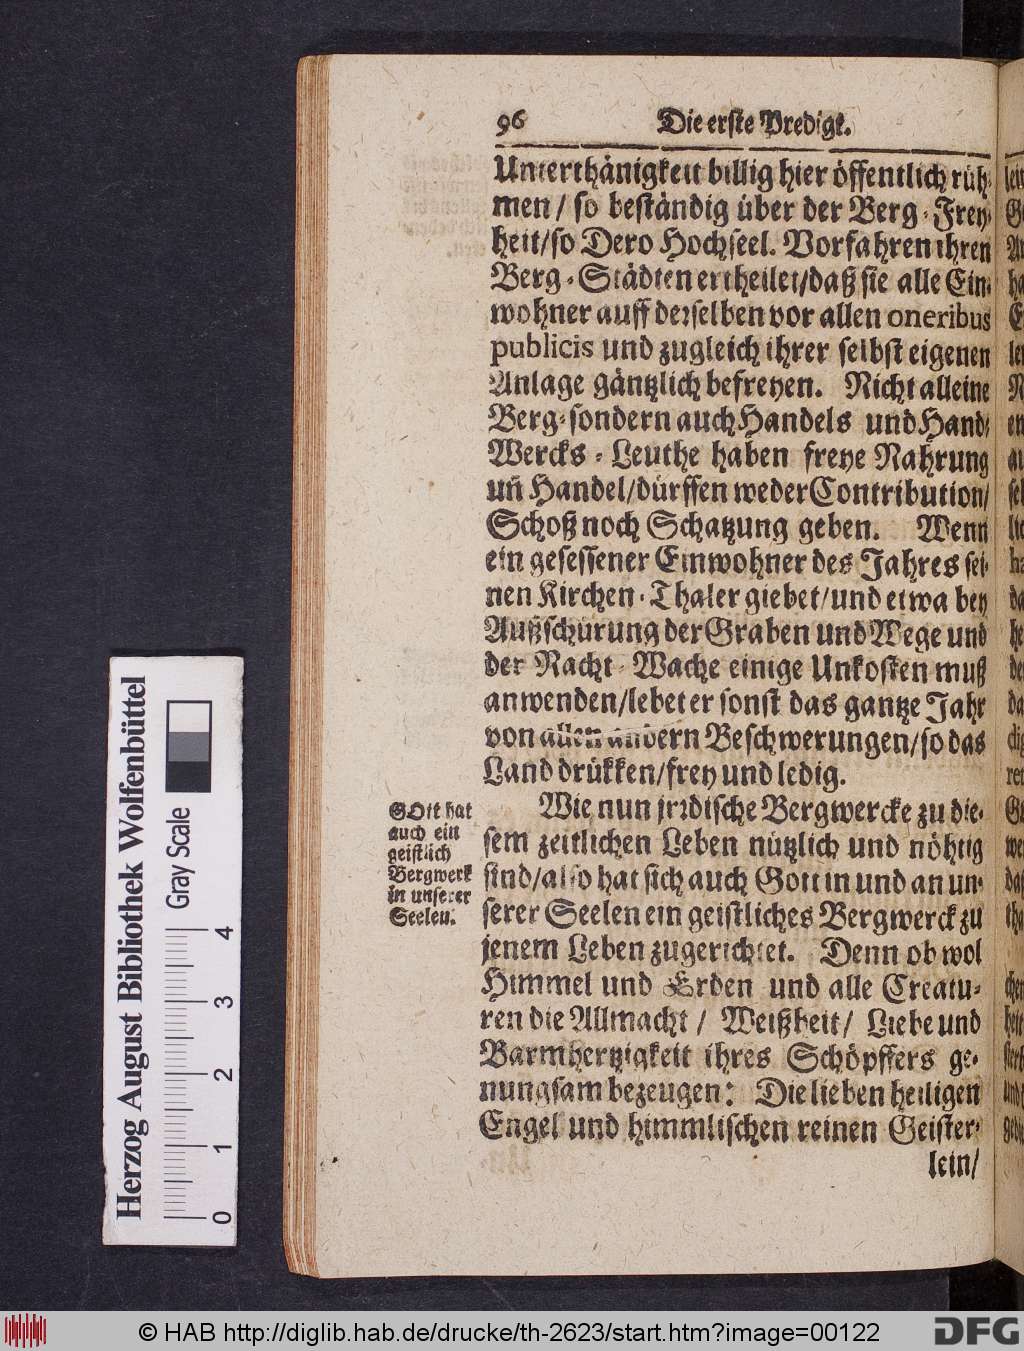 96 Die erste Predigt.
Unterthänigkeit billig hier öffentlich rüh-
men / so beständig über der Berg-Frey-
heit/so Dero Hochseel. Vorfahren ihren
Berg-Städten ertheilet/daß sie alle Ein-
wohner auff derselben vor allen oneribus
publicis und zugleich ihrer selbst eigenen
Anlage gäntzlich befreyen. Nicht alleine
Berg-sondern auch Handels und Hand-
Wercks-Leuthe haben freye Nahrung
uñ Handel/dürffen weder Contribution/
Schoß noch Schatzung geben. Wenn
ein gesessener Einwohner des Jahres sei-
nen Kirchen-Thaler giebet/und etwa bey
Außschürung der Graben und Wege und
der Nacht-Wache einige Unkosten muß
anwenden/lebet er sonst das gantze Jahr
von allen andern Beschwerungen/so das
Land drükken/frey und ledig.
Wie nun jrrdische Bergwercke zu die-
sem zeitlichen Leben nützlich und nöhtig
sind/also hat sich auch Gott in und an un-
serer Seelen ein geistliches Bergwerck zu
jenem Leben zugerichtet. Denn ob wol
Himmel und Erden und alle Creatu-
ren die Allmacht / Weißheit/ Liebe und
Barmhertzigkeit ihres Schöpffers ge-
nungsam bezeugen: Die lieben heiligen
Engel und himmlischen reinen Geister-
lein/
GOtt hat
auch ein
geistlich
Bergwerk
in unserer
Seelen.
Herzog August Bibliothek Wolfenbüttel
Gray Scale
0 1 2 3 4
© HAB http://diglib.hab.de/drucke/th-2623/start.htm?image=00122
DFG